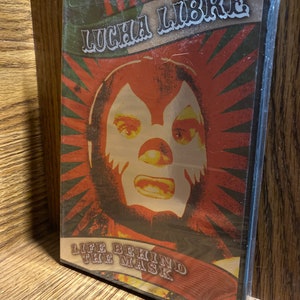 LUCHA LIBRE
LIFE BEHIND
THE MASK